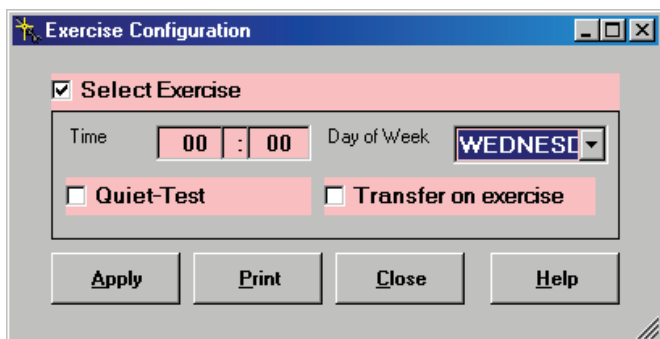 Exercise Configuration
Select Exercise
Time 00 : 00 Day of Week WEDNESD
Quiet-Test Transfer on exercise
Apply Print Close Help